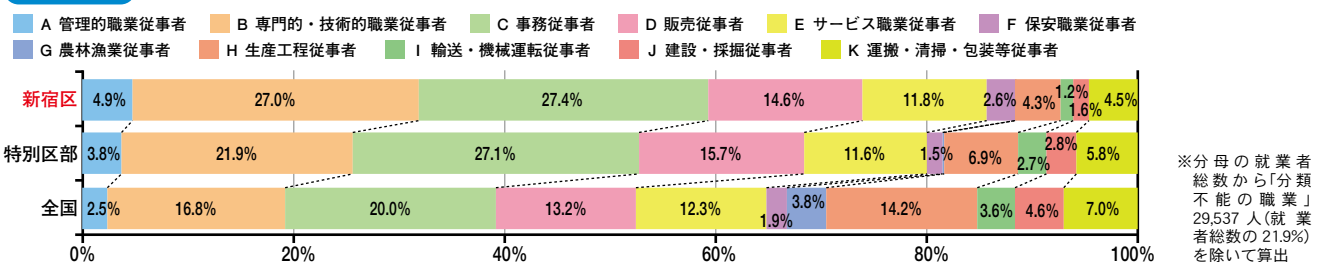 A 管理的職業従事者 B 専門的・技術的職業従事者 C 事務従事者 D 販売従事者 E サービス職業従事者 F 保安職業従事者
G 農林漁業従事者 H 生産工程従事者 I 輸送・機械運転従事者 J 建設・採掘従事者 K 運搬・清掃・包装等従事者
新宿区 4.9% 27.0% 27.4% 14.6% 11.8% 2.6% 4.3% 1.2% 1.6% 4.5%
特別区部 3.8% 21.9% 27.1% 15.7% 11.6% 1.5% 6.9% 2.7% 2.8% 5.8%
全国 2.5% 16.8% 20.0% 13.2% 12.3% 1.9% 3.8% 14.2% 3.6% 4.6% 7.0%
0% 20% 40% 60% 80% 100%
※分母の就業者
総数から「分類
不能の職業」
29,537人(就業
者総数の21.9%)
を除いて算出